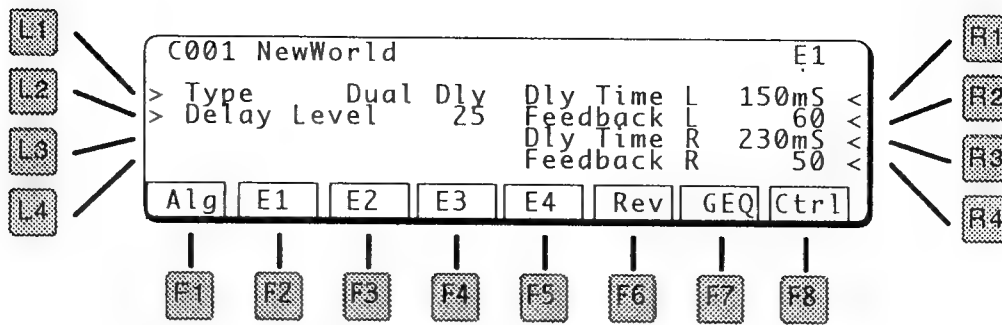 L1
L2
L3
L4
C001 NewWorld E1
> Type Dual Dly Dly Time L 150mS <
> Delay Level 25 Feedback L 60 <
Dly Time R 230mS <
Feedback R 50 <
Alg E1 E2 E3 E4 Rev GEQ Ctrl
F1 F2 F3 F4 F5 F6 F7 F8
R1
R2
R3
R4